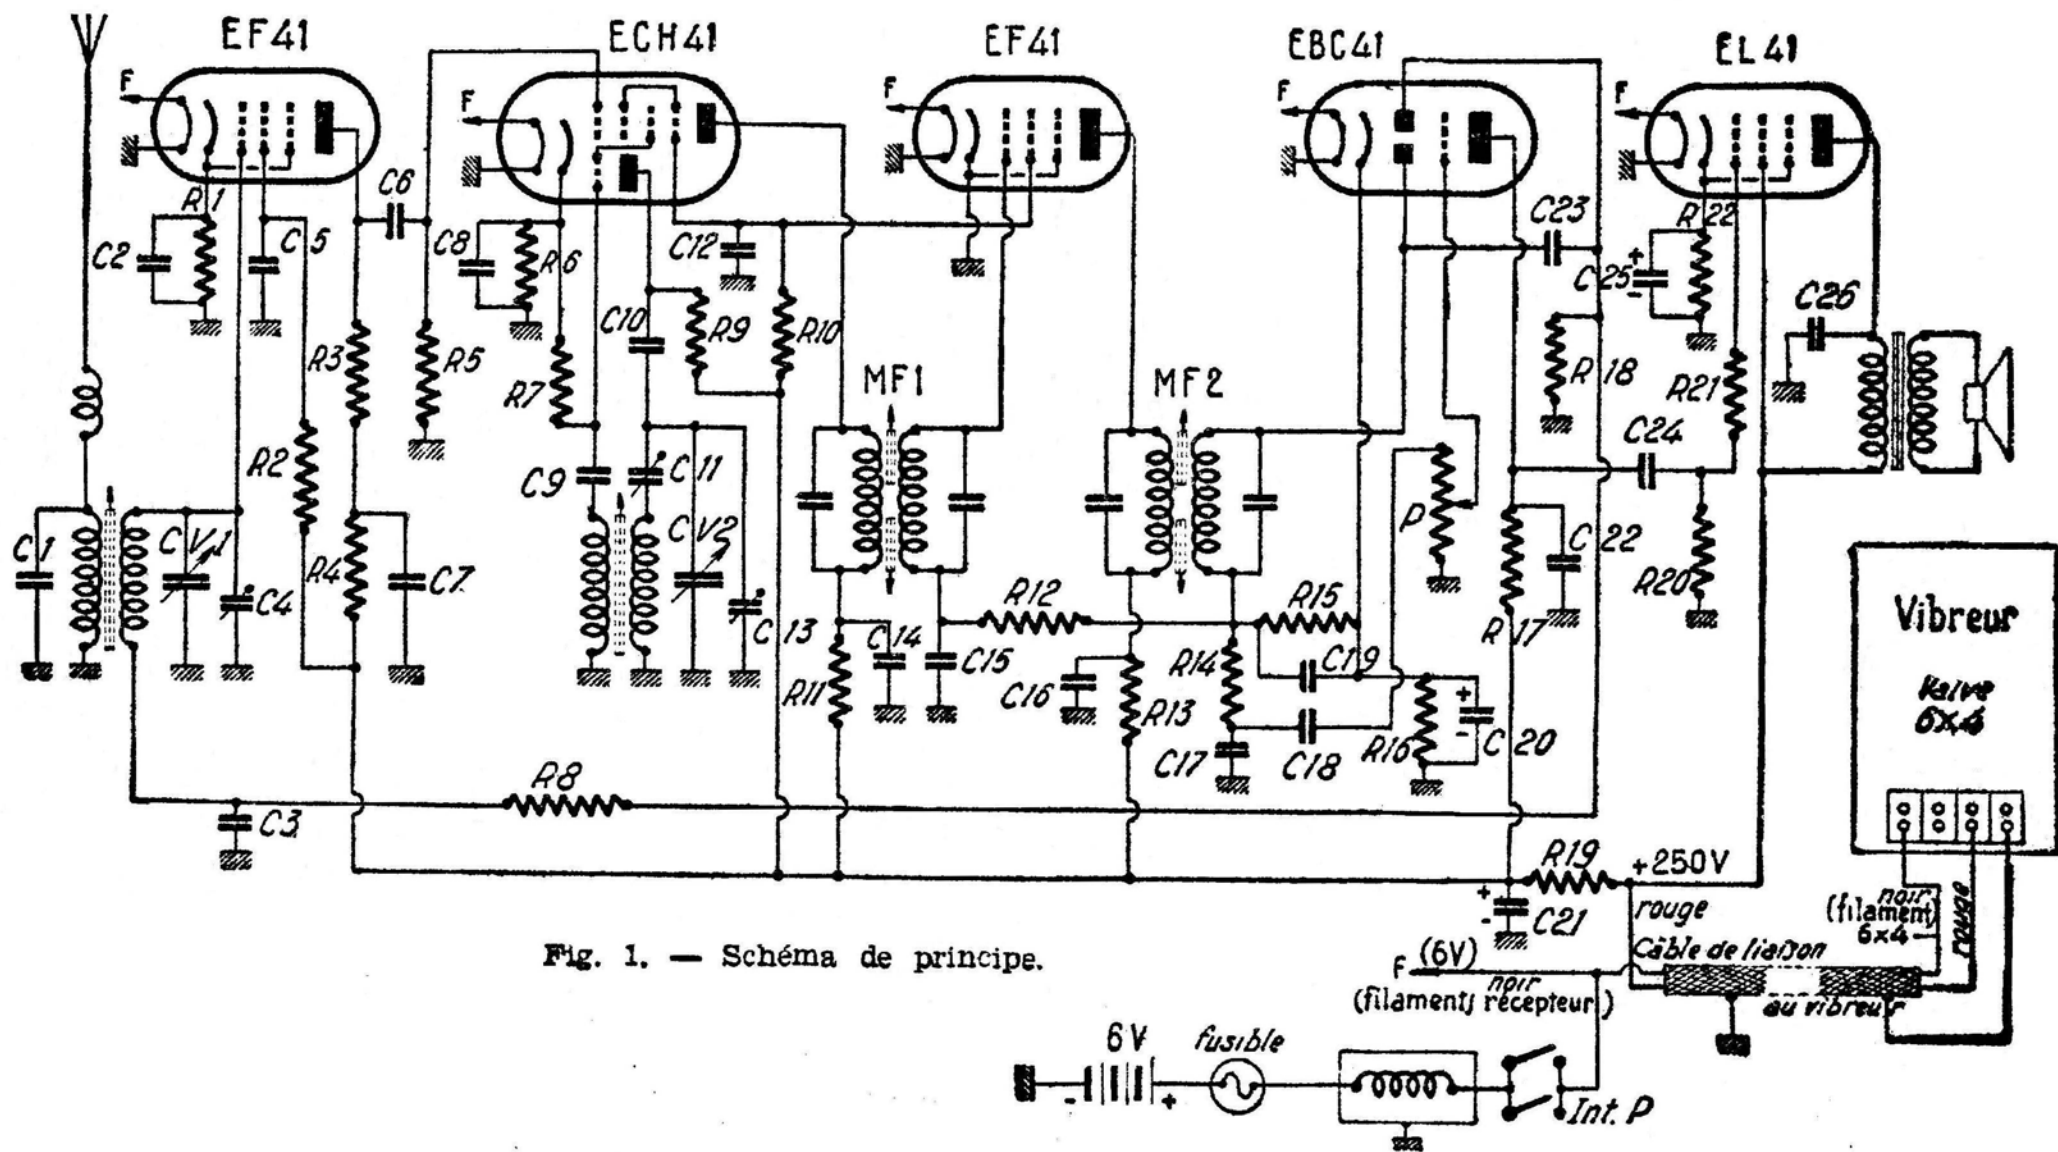 EF41
ECH41
EF41
EBC41
EL41
F
F
F
F
F
R1
C2
C5
C6
C8
R6
C12
C23
R22
C25
C26
R3
R5
R7
C10
R9
R10
MF1
MF2
R18
R21
C24
R2
C9
C11
P
C1
CV1
C4
R4
C7
CV2
C13
C22
R20
R17
R12
R15
C14
C15
R11
C16
R13
R14
C19
C17
C18
R16
+
-
C20
Vibreur
Valve
6x4
R8
C3
R19
+250V
+
-
C21
rouge
noir
(filament)
6x4
rouge
Fig. 1. — Schéma de principe.
F (6V)
noir
(filaments récepteur)
Câble de liaison
au vibreur
6V
- +
fusible
Int. P